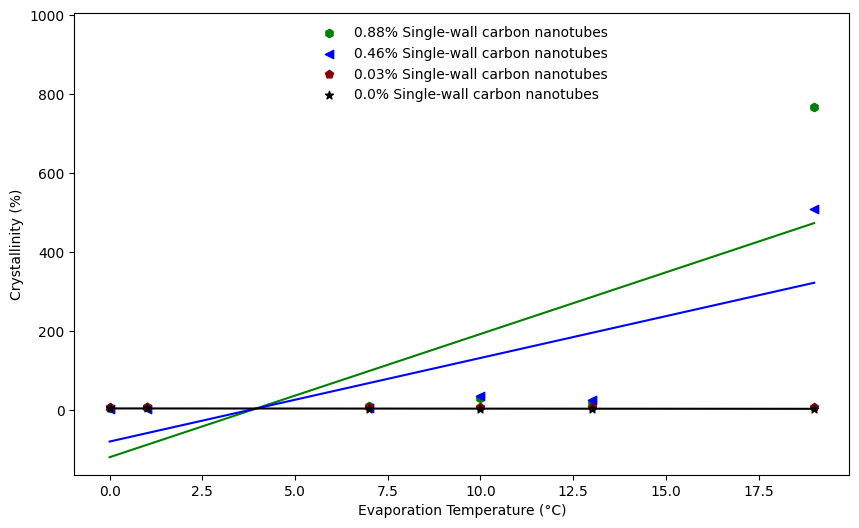 1000
800
600
400
200
0
Crystallinity (%)
0.88% Single-wall carbon nanotubes
0.46% Single-wall carbon nanotubes
0.03% Single-wall carbon nanotubes
0.0% Single-wall carbon nanotubes
0.0 2.5 5.0 7.5 10.0 12.5 15.0 17.5
Evaporation Temperature (°C)